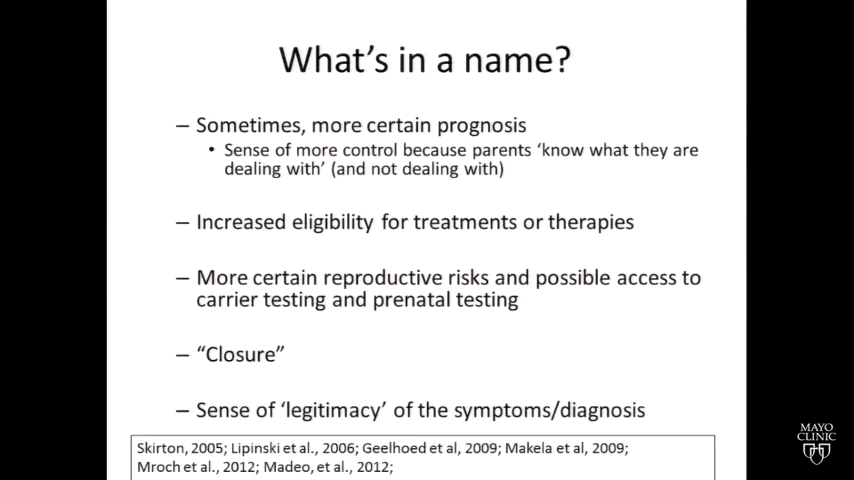 What's in a name?
– Sometimes, more certain prognosis
• Sense of more control because parents 'know what they are
dealing with' (and not dealing with)
– Increased eligibility for treatments or therapies
– More certain reproductive risks and possible access to
carrier testing and prenatal testing
– “Closure”
– Sense of 'legitimacy' of the symptoms/diagnosis
Skirton, 2005; Lipinski et al., 2006; Geelhoed et al, 2009; Makela et al, 2009;
Mroch et al., 2012; Madeo, et al., 2012;
MAYO
CLINIC